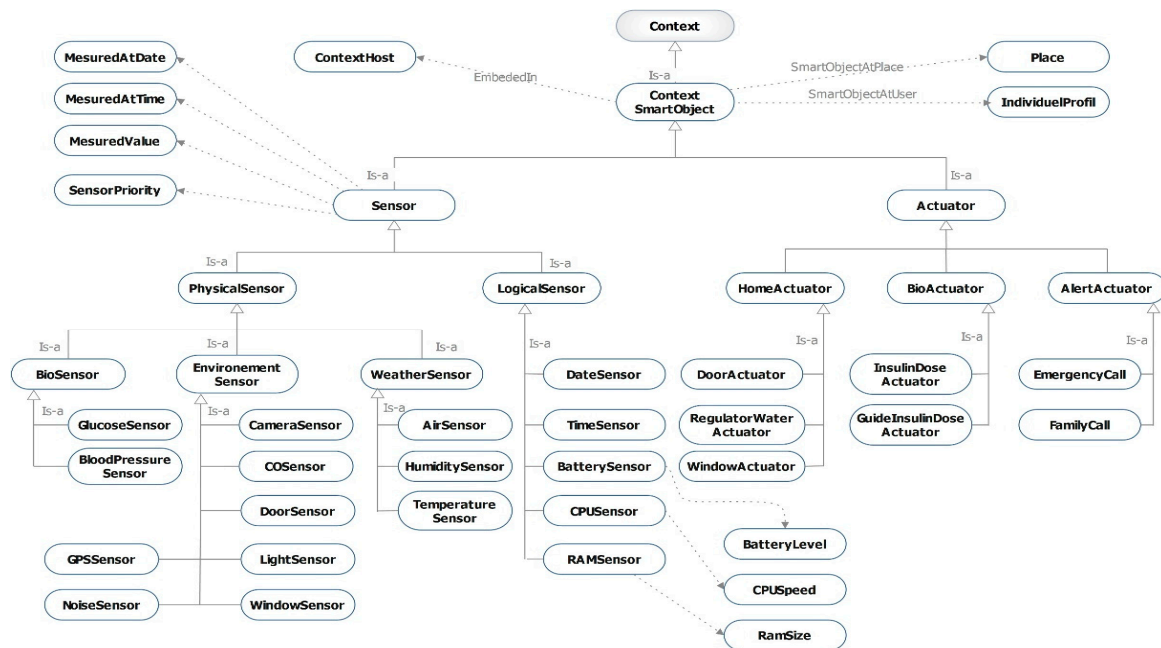 Context
MesuredAtDate
ContextHost
Place
SmartObjectAtPlace
EmbededIn
Is-a
MesuredAtTime
Context
SmartObject
SmartObjectAtUser
IndividuelProfil
MesuredValue
SensorPriority
Is-a
Is-a
Sensor
Actuator
Is-a
Is-a
PhysicalSensor
LogicalSensor
HomeActuator
BioActuator
AlertActuator
Is-a
Is-a
Is-a
Is-a
Is-a
Is-a
Is-a
BioSensor
Environement
Sensor
WeatherSensor
DateSensor
DoorActuator
InsulinDose
Actuator
EmergencyCall
Is-a
Is-a
Is-a
GlucoseSensor
CameraSensor
AirSensor
TimeSensor
RegulatorWater
Actuator
GuideInsulinDose
Actuator
FamilyCall
BloodPressure
Sensor
COSensor
HumiditySensor
BatterySensor
WindowActuator
DoorSensor
Temperature
Sensor
CPUSensor
BatteryLevel
GPSSensor
LightSensor
RAMSensor
CPUSpeed
NoiseSensor
WindowSensor
RamSize